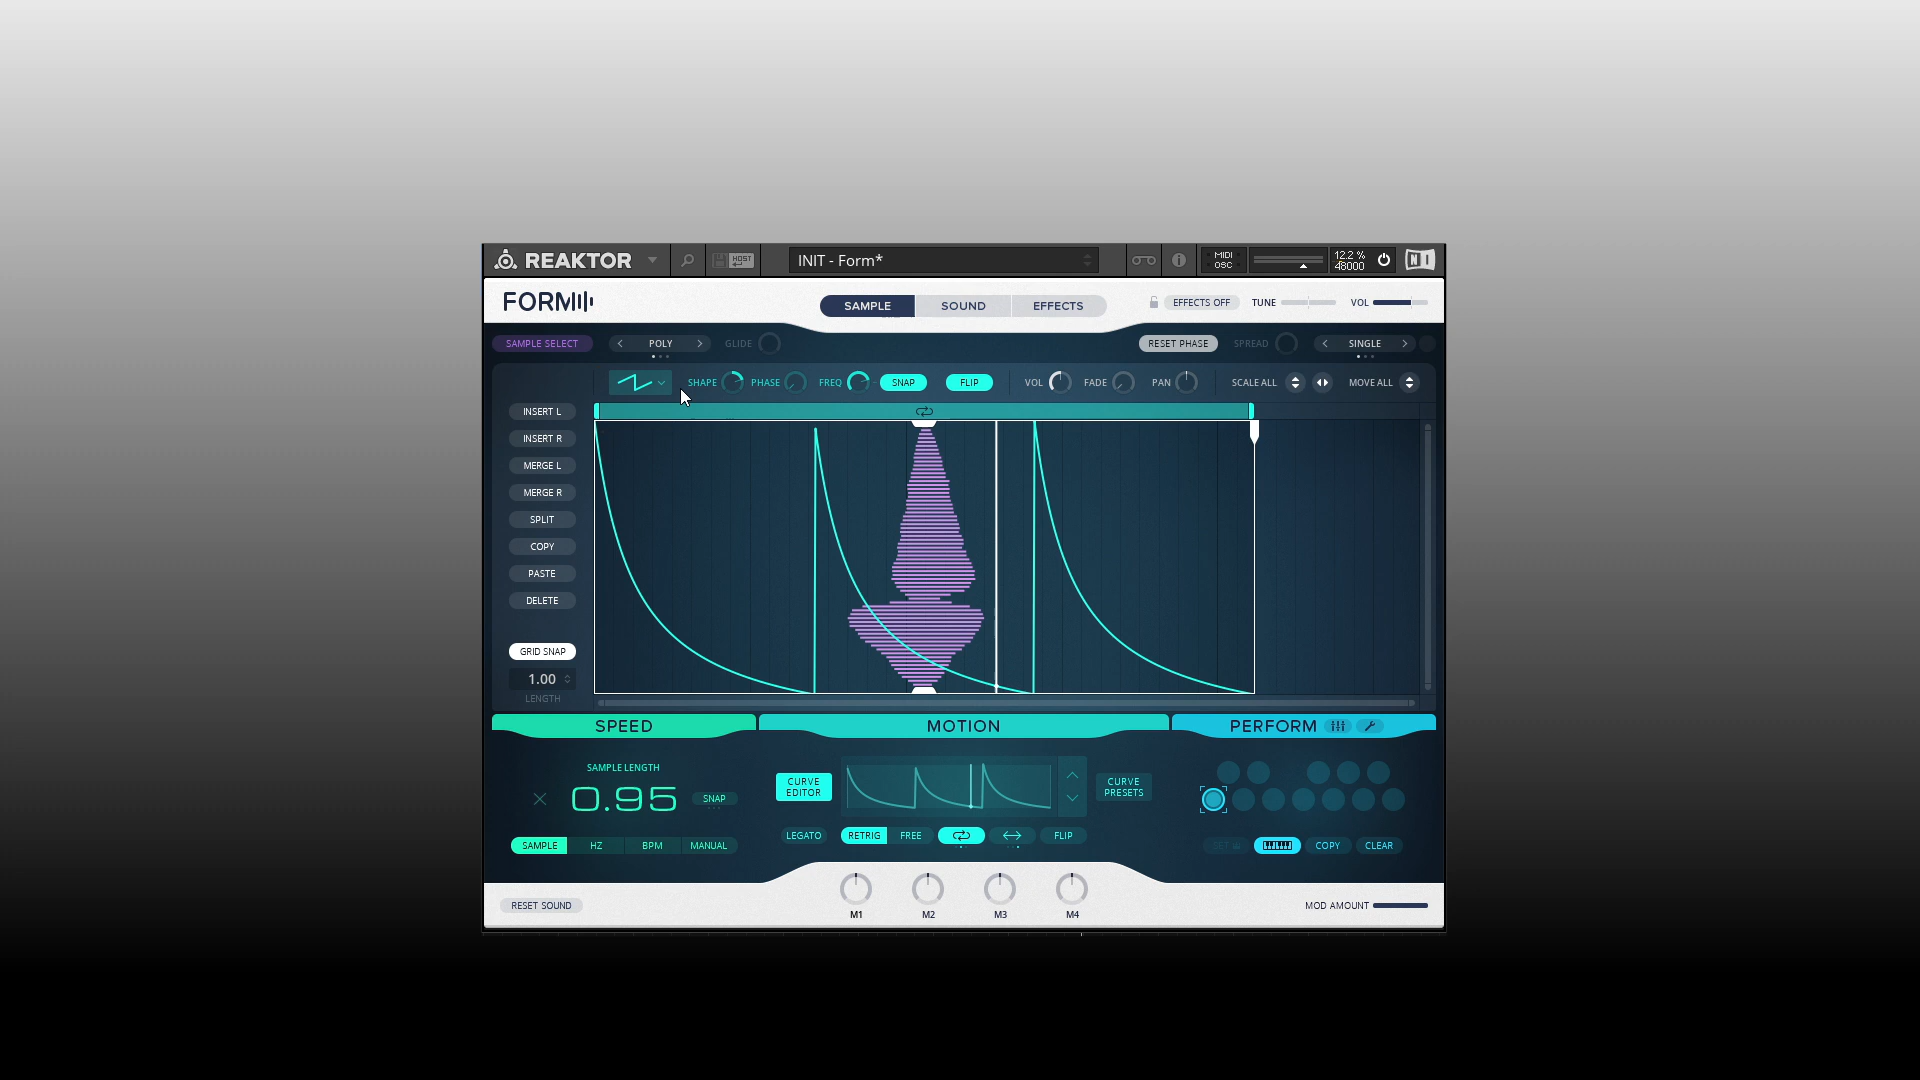 REAKTOR
HOST
INIT - Form*
MIDI
OSC
12.2 %
48000
NI
FORM
SAMPLE SOUND EFFECTS
EFFECTS OFF TUNE VOL
SAMPLE SELECT POLY GLIDE RESET PHASE SPREAD SINGLE
SHAPE PHASE FREQ SNAP FLIP VOL FADE PAN SCALE ALL MOVE ALL
INSERT L
INSERT R
MERGE L
MERGE R
SPLIT
COPY
PASTE
DELETE
GRID SNAP
1.00
LENGTH
SPEED MOTION PERFORM
SAMPLE LENGTH
0.95 SNAP
SAMPLE HZ BPM MANUAL
CURVE
EDITOR
CURVE
PRESETS
LEGATO RETRIG FREE FLIP
COPY CLEAR
RESET SOUND
M1 M2 M3 M4
MOD AMOUNT